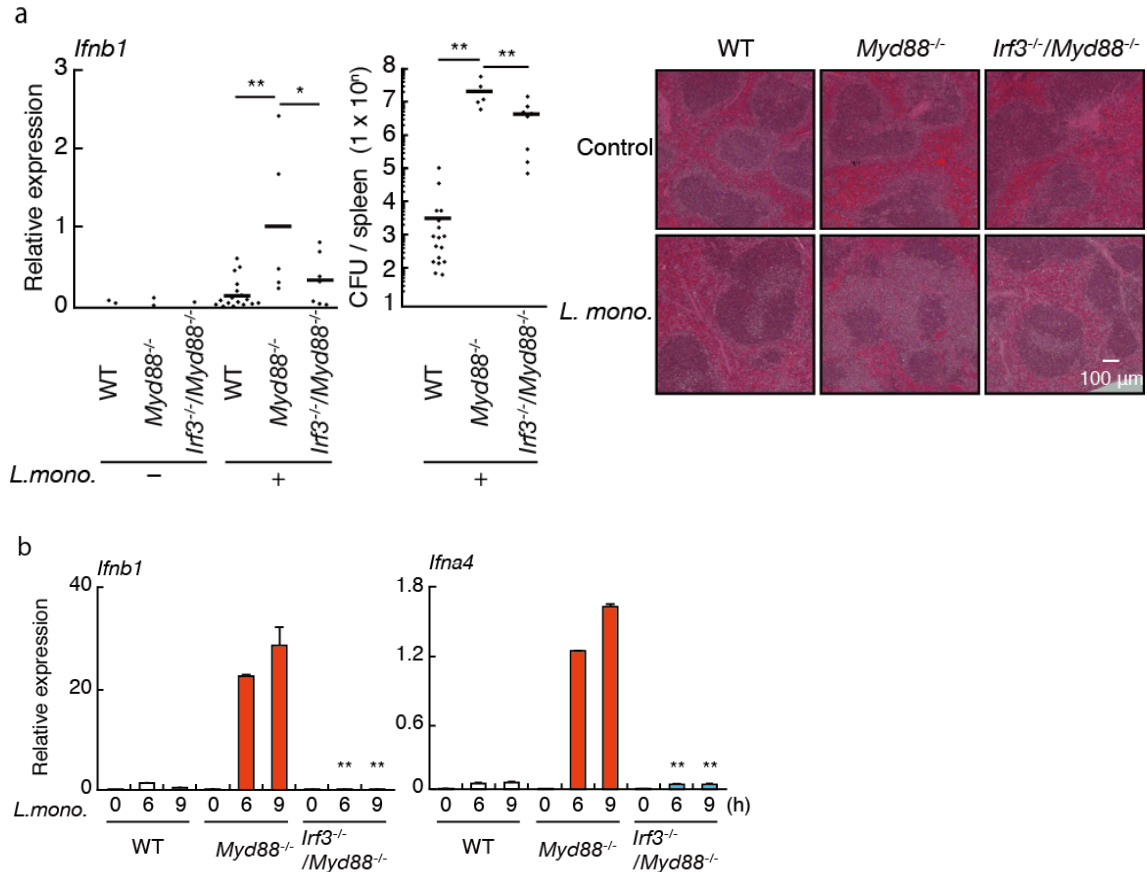 a
Ifnb1
Relative expression
3
2
1
0
**
*
WT
Myd88-/-
Irf3-/-/Myd88-/-
WT
Myd88-/-
Irf3-/-/Myd88-/-
L.mono.
−
+
CFU / spleen (1 x 10ⁿ)
8
7
6
5
4
3
2
1
**
**
WT
Myd88-/-
Irf3-/-/Myd88-/-
+
WT
Myd88-/-
Irf3-/-/Myd88-/-
Control
L. mono.
100 µm
b
Ifnb1
Relative expression
40
20
0
** **
L.mono.
0 6 9 0 6 9 0 6 9
WT
Myd88-/-
Irf3-/-
/Myd88-/-
Ifna4
1.8
1.2
0.6
0
** **
0 6 9 0 6 9 0 6 9 (h)
WT
Myd88-/-
Irf3-/-
/Myd88-/-